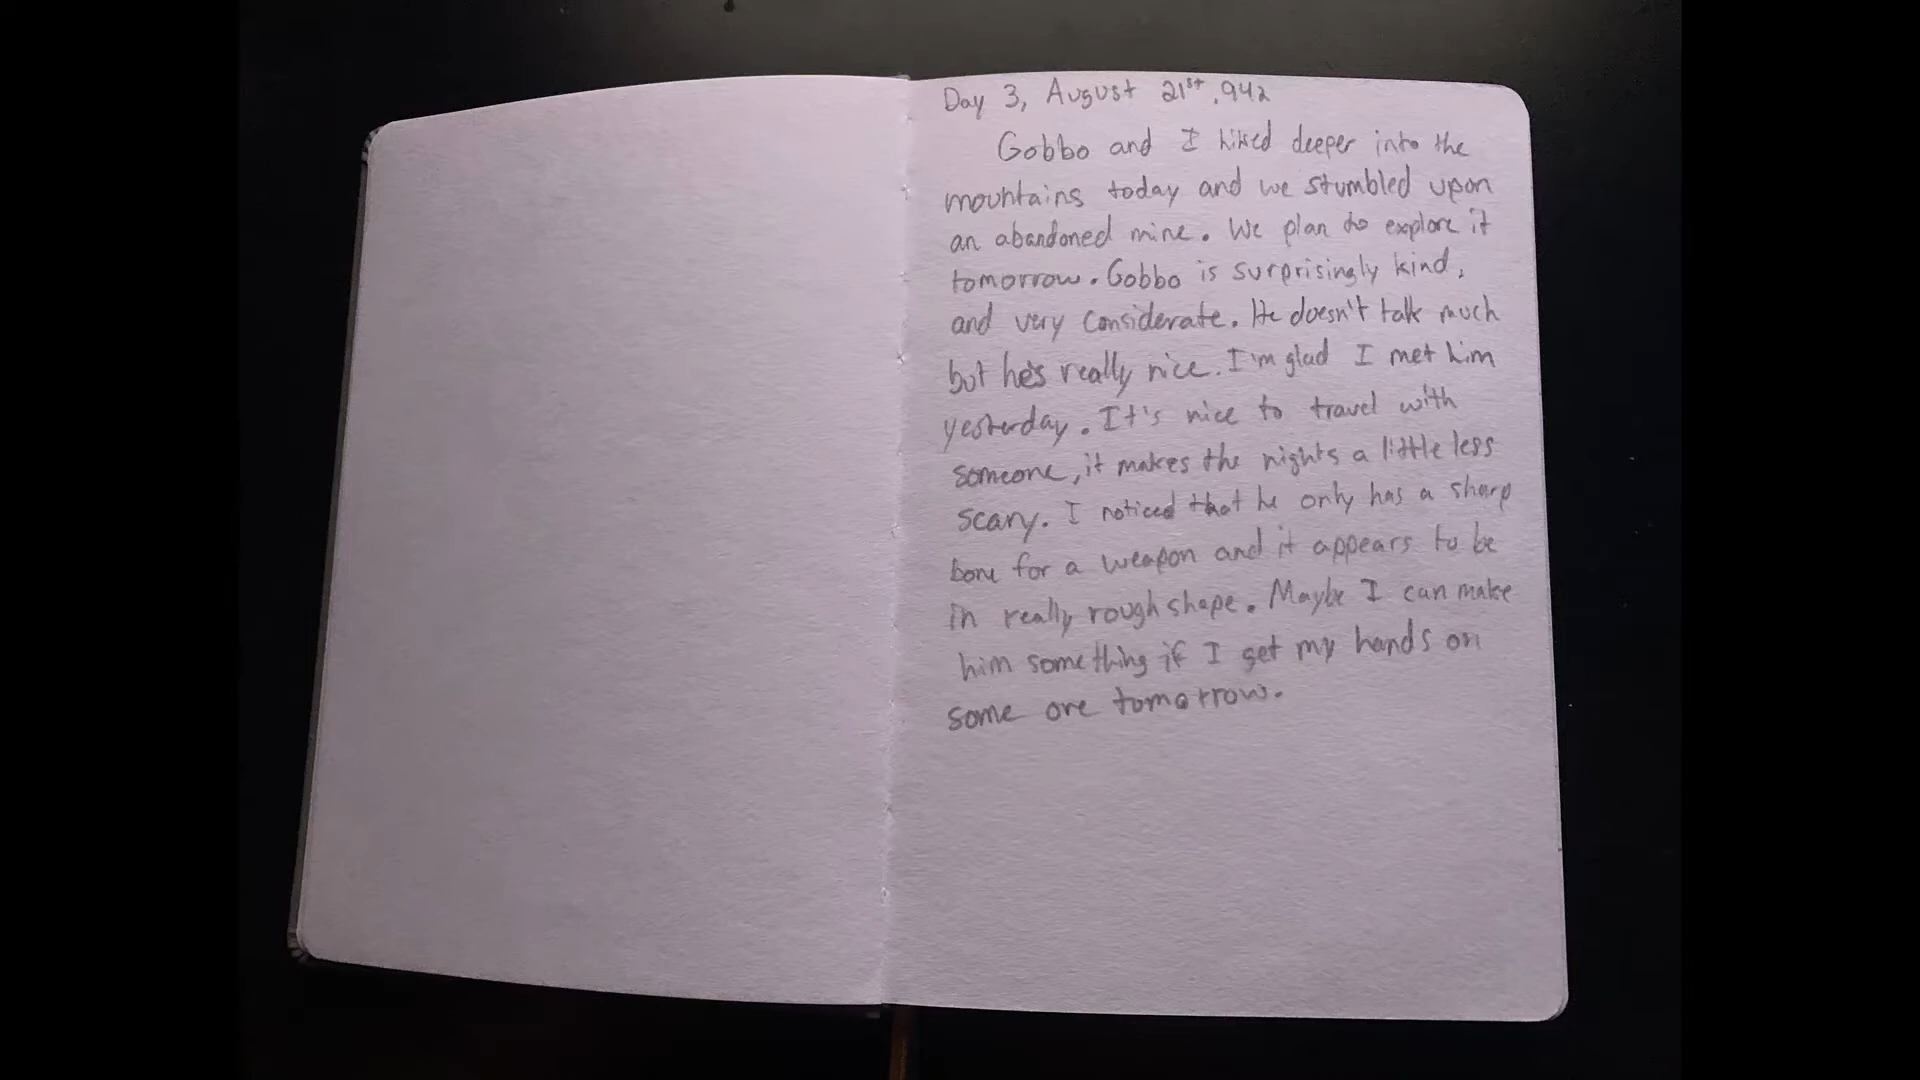 Day 3, August 21st, 942
Gobbo and I hiked deeper into the
mountains today and we stumbled upon
an abandoned mine. We plan to explore it
tomorrow. Gobbo is surprisingly kind,
and very considerate. He doesn't talk much
but he's really nice. I'm glad I met him
yesterday. It's nice to travel with
someone, it makes the nights a little less
scary. I noticed that he only has a sharp
bone for a weapon and it appears to be
in really rough shape. Maybe I can make
him something if I get my hands on
some ore tomorrow.